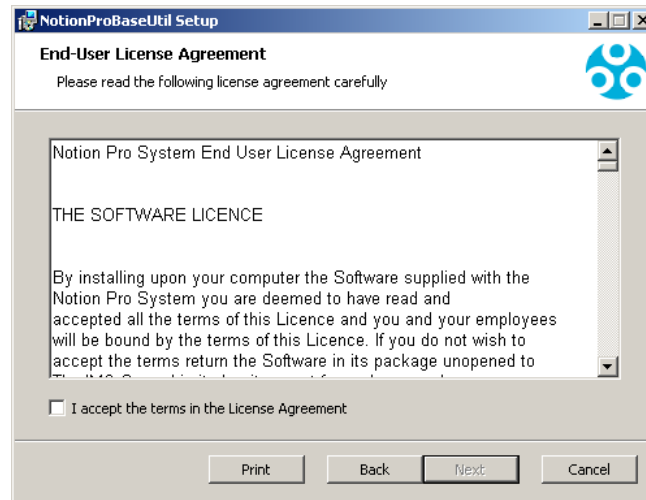 NotionProBaseUtil Setup
End-User License Agreement
Please read the following license agreement carefully
Notion Pro System End User License Agreement
THE SOFTWARE LICENCE
By installing upon your computer the Software supplied with the
Notion Pro System you are deemed to have read and
accepted all the terms of this Licence and you and your employees
will be bound by the terms of this Licence. If you do not wish to
accept the terms return the Software in its package unopened to
I accept the terms in the License Agreement
Print Back Next Cancel